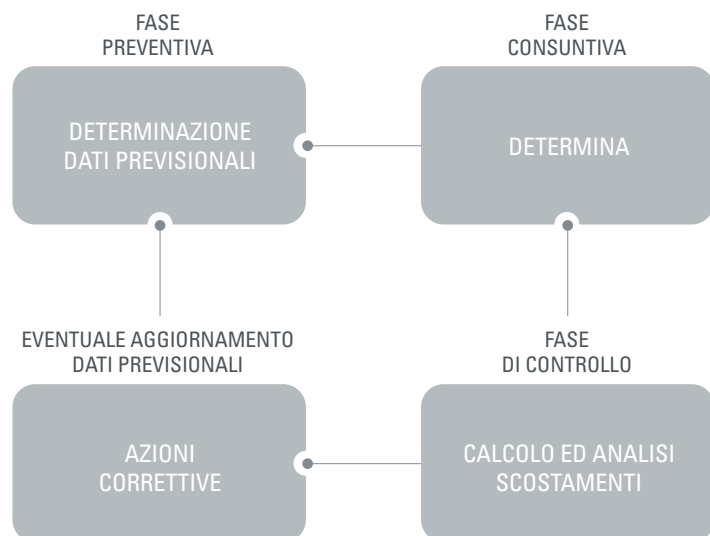 FASE
PREVENTIVA
FASE
CONSUNTIVA
DETERMINAZIONE
DATI PREVISIONALI
DETERMINA
EVENTUALE AGGIORNAMENTO
DATI PREVISIONALI
FASE
DI CONTROLLO
AZIONI
CORRETTIVE
CALCOLO ED ANALISI
SCOSTAMENTI